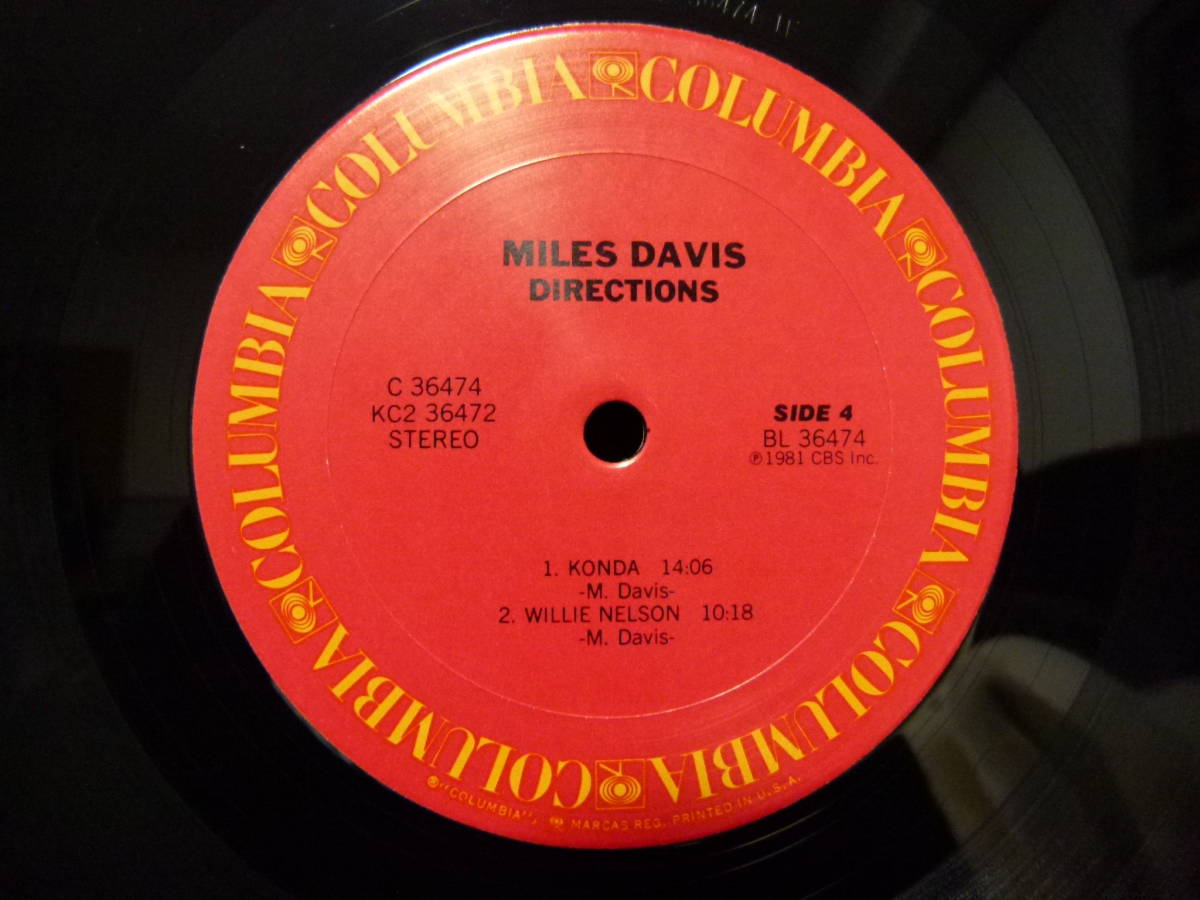 COLUMBIA COLUMBIA COLUMBIA COLUMBIA COLUMBIA COLUMBIA
MILES DAVIS
DIRECTIONS
C 36474
KC2 36472
STEREO
SIDE 4
BL 36474
℗1981 CBS Inc.
1. KONDA 14:06
-M. Davis-
2. WILLIE NELSON 10:18
-M. Davis-
®"COLUMBIA", MARCAS REG. PRINTED IN U.S.A.